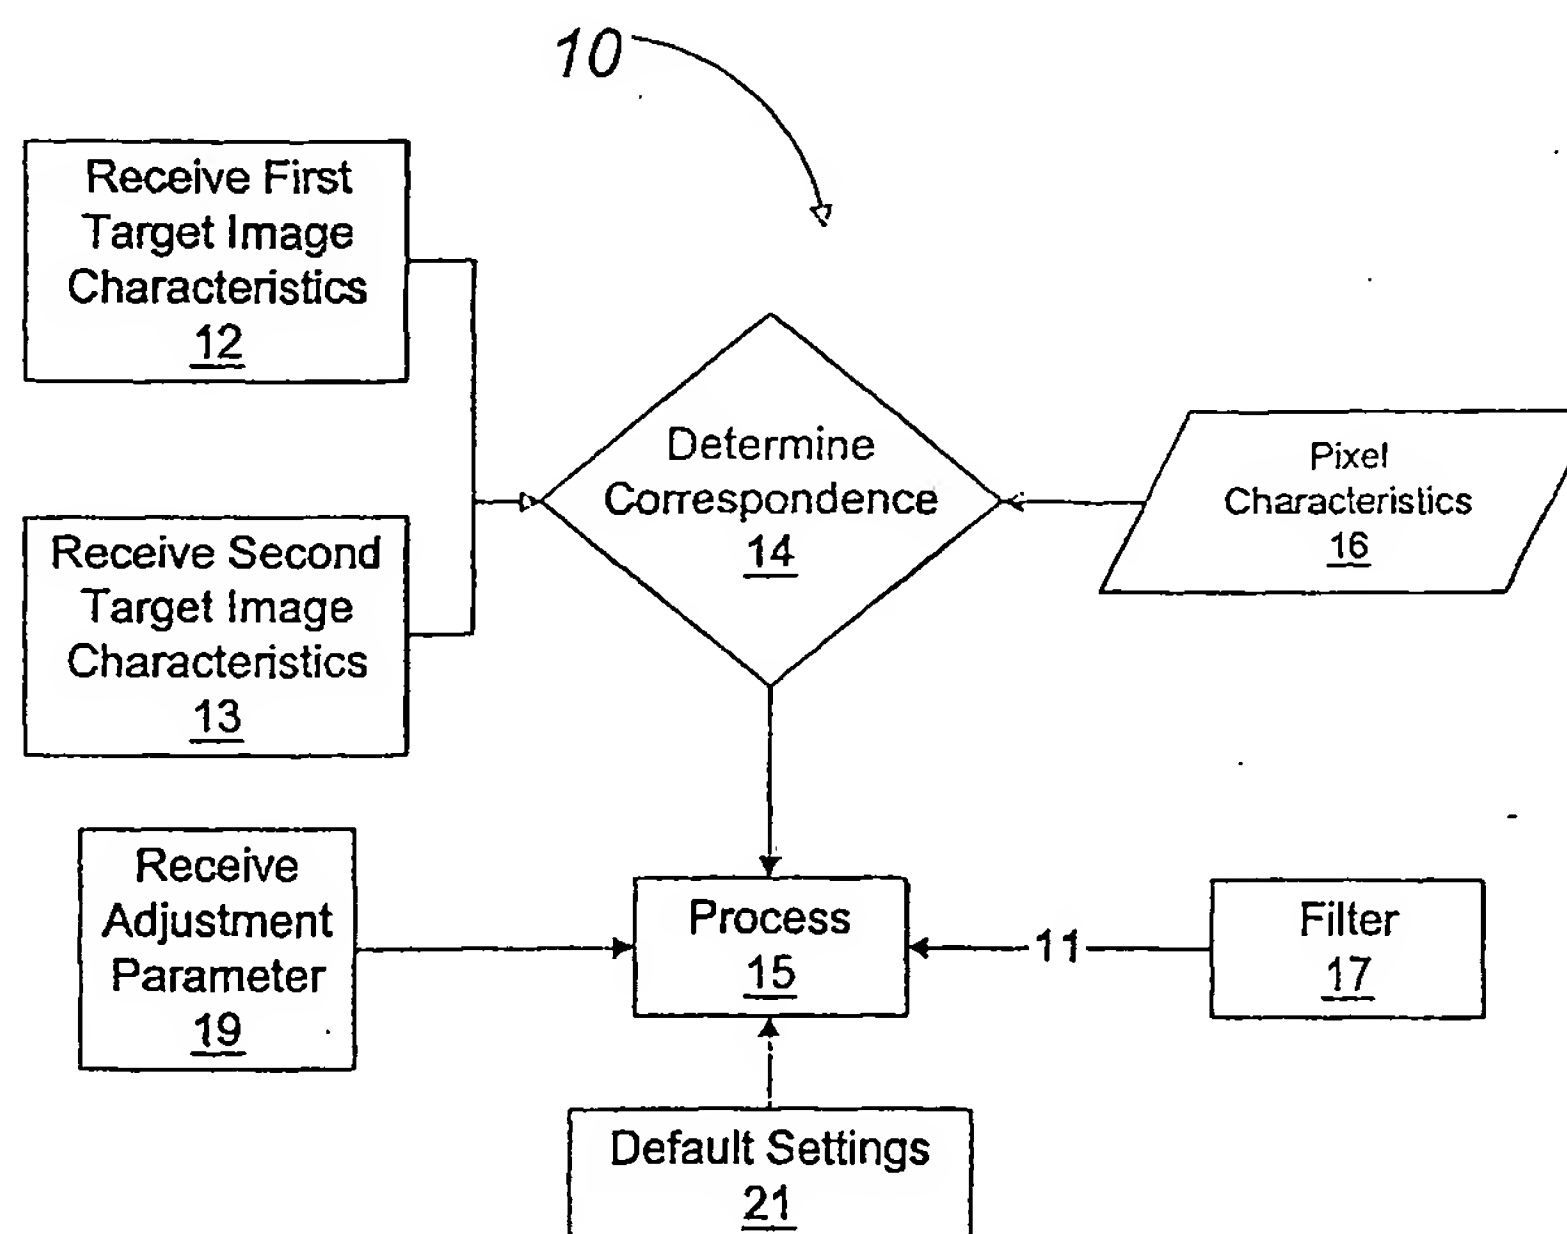 10
Receive First
Target Image
Characteristics
12
Determine
Correspondence
14
Pixel
Characteristics
16
Receive Second
Target Image
Characteristics
13
Receive
Adjustment
Parameter
19
Process
15
11
Filter
17
Default Settings
21